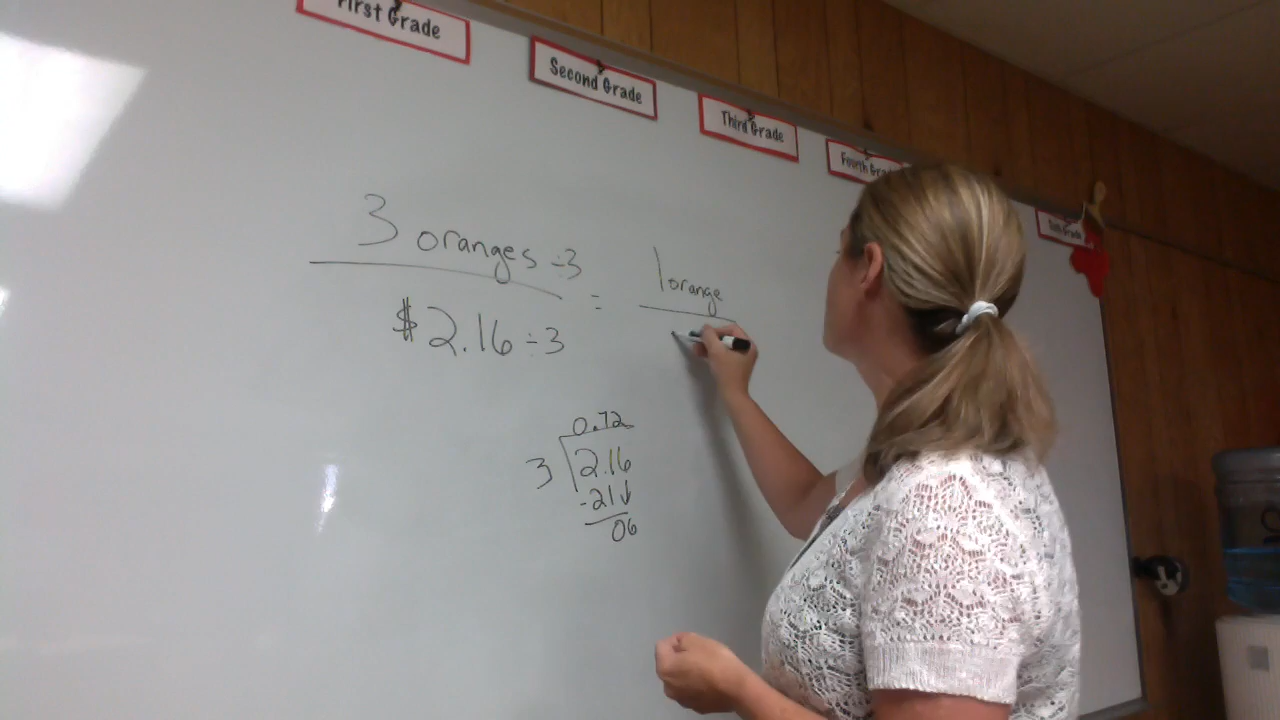 First Grade
Second Grade
Third Grade
Fourth
3 oranges ÷3
$2.16 ÷3
=
1 orange
0.72
3
2.16
-21↓
06